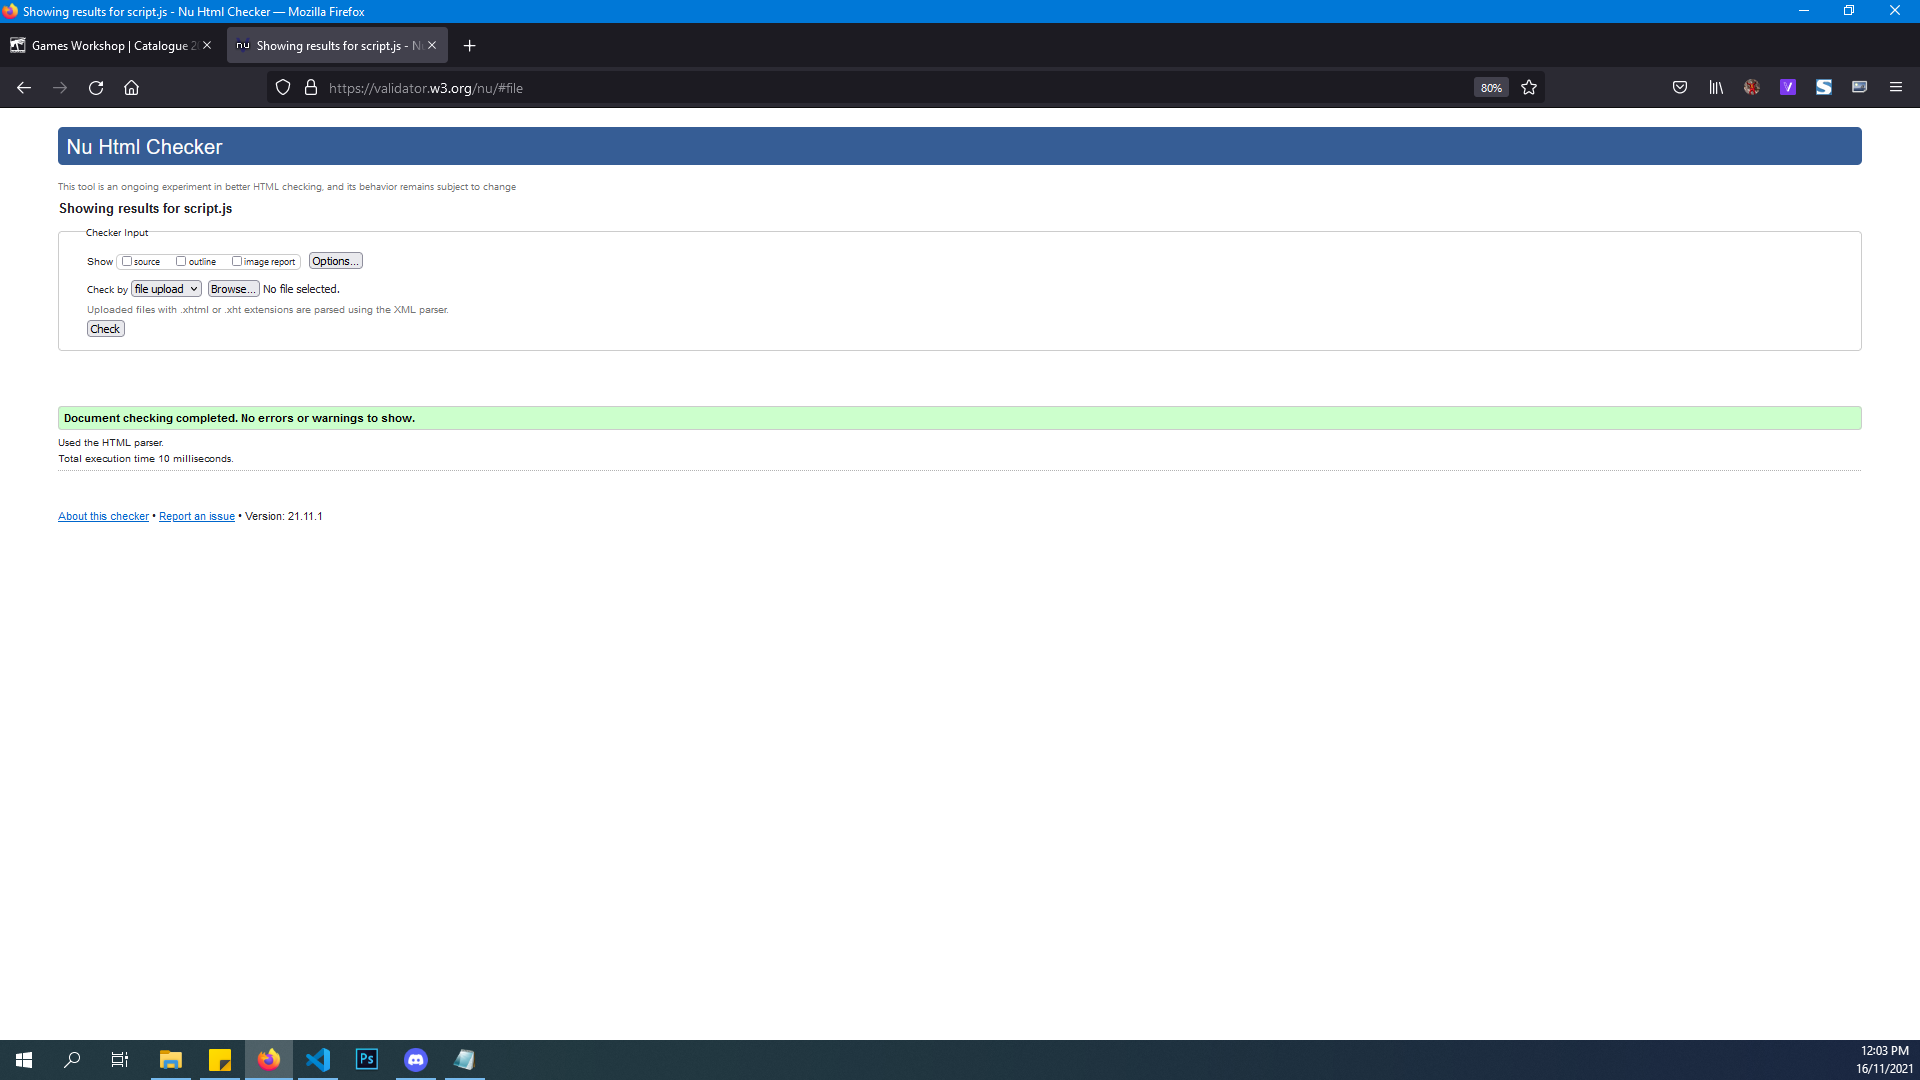 Showing results for script.js - Nu Html Checker — Mozilla Firefox
Games Workshop | Catalogue 20
nu Showing results for script.js - N
https://validator.w3.org/nu/#file
80%
Nu Html Checker
This tool is an ongoing experiment in better HTML checking, and its behavior remains subject to change
Showing results for script.js
Checker Input
Show source outline image report Options...
Check by file upload Browse... No file selected.
Uploaded files with .xhtml or .xht extensions are parsed using the XML parser.
Check
Document checking completed. No errors or warnings to show.
Used the HTML parser.
Total execution time 10 milliseconds.
About this checker • Report an issue • Version: 21.11.1
Ps
12:03 PM
16/11/2021